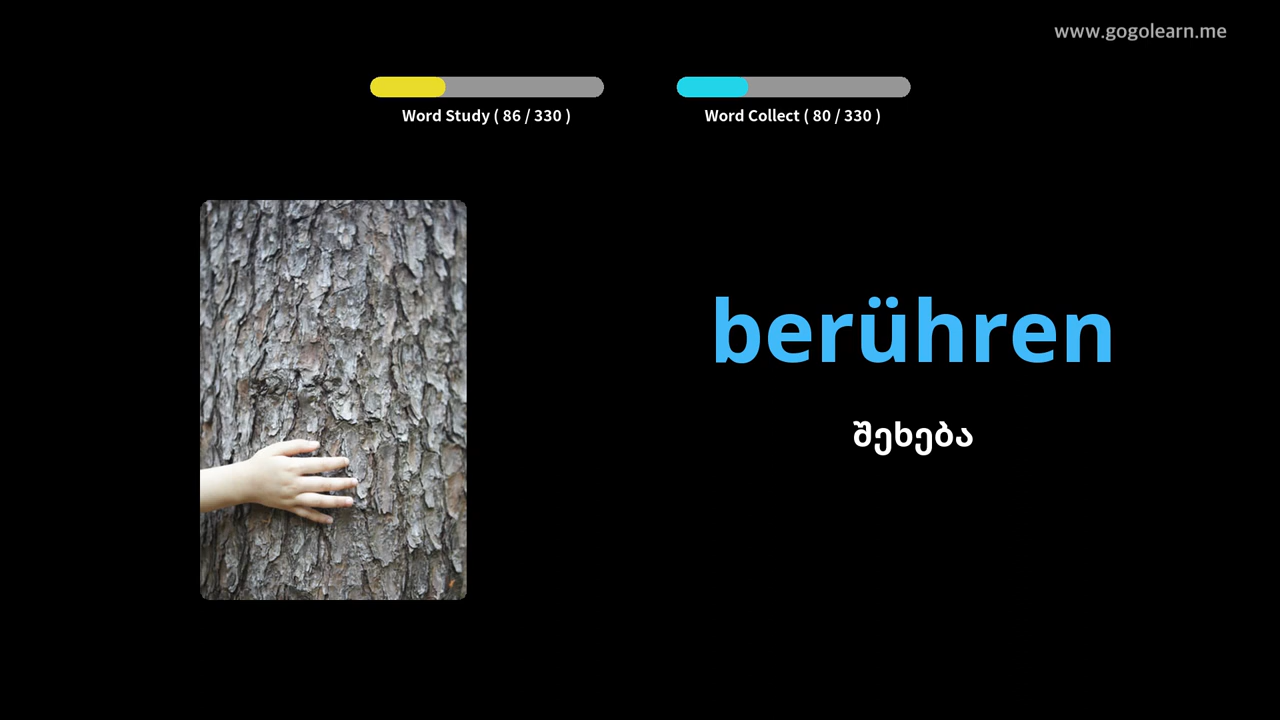 www.gogolearn.me
Word Study ( 86 / 330 )
Word Collect ( 80 / 330 )
berühren
შეხება